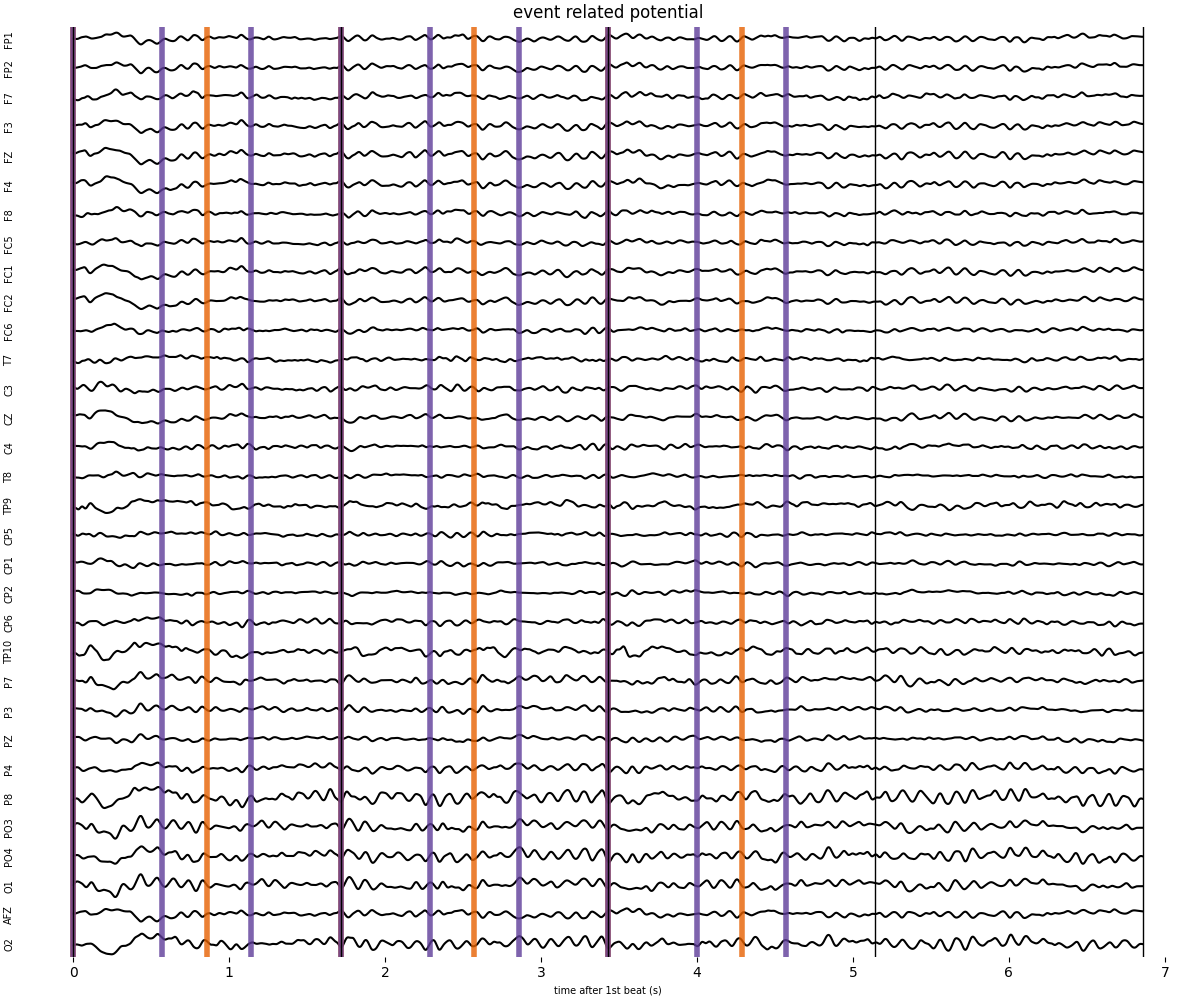 event related potential
FP1
FP2
F7
F3
FZ
F4
F8
FC5
FC1
FC2
FC6
T7
C3
CZ
C4
T8
TP9
CP5
CP1
CP2
CP6
TP10
P7
P3
PZ
P4
P8
PO3
PO4
O1
AFZ
O2
0 1 2 3 4 5 6 7
time after 1st beat (s)